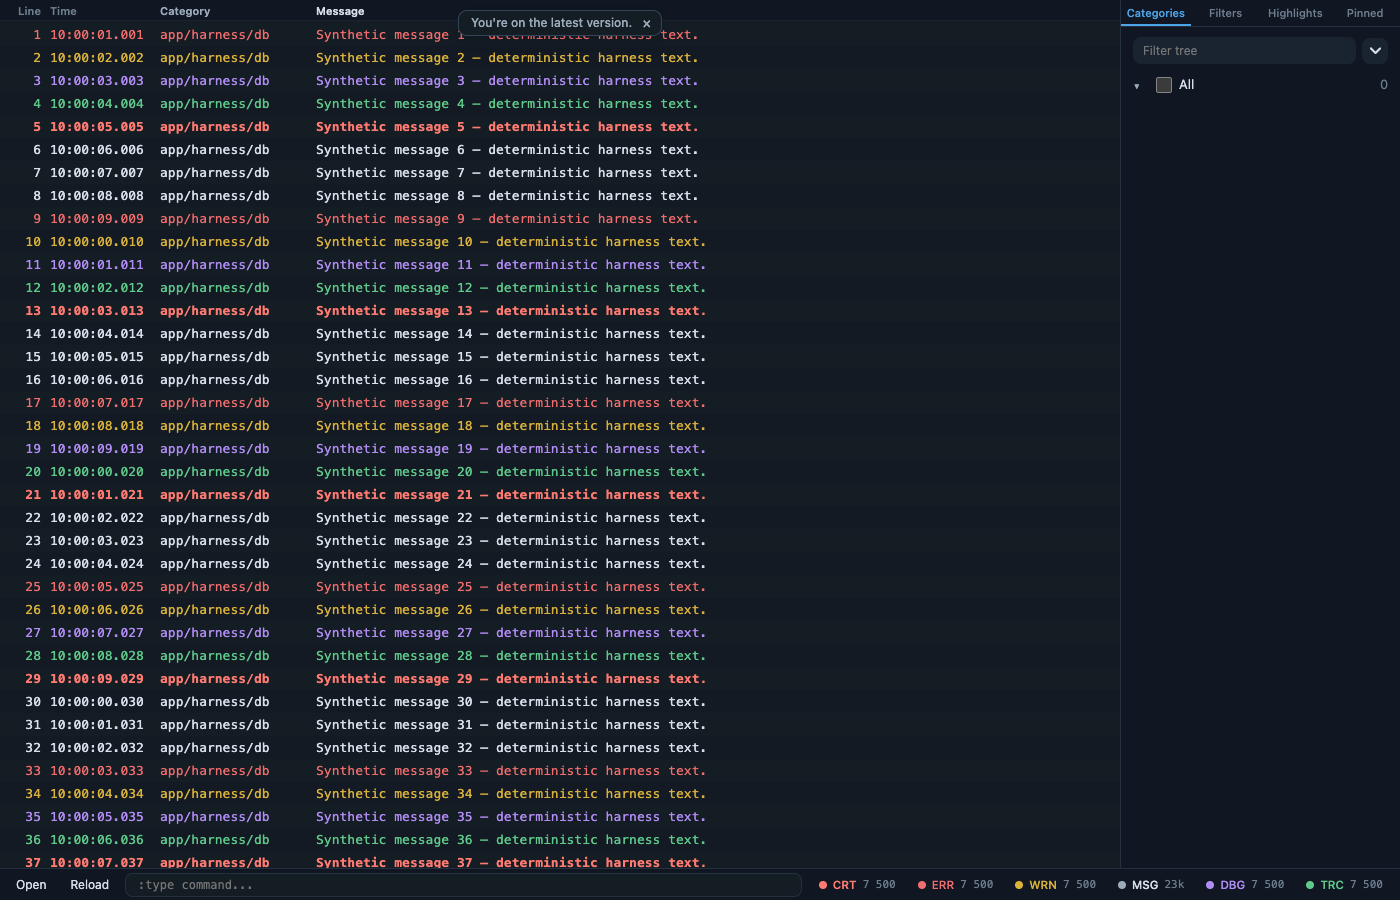 Line Time Category Message
You're on the latest version. ×
1 10:00:01.001 app/harness/db Synthetic message 1 — deterministic harness text.
2 10:00:02.002 app/harness/db Synthetic message 2 — deterministic harness text.
3 10:00:03.003 app/harness/db Synthetic message 3 — deterministic harness text.
4 10:00:04.004 app/harness/db Synthetic message 4 — deterministic harness text.
5 10:00:05.005 app/harness/db Synthetic message 5 — deterministic harness text.
6 10:00:06.006 app/harness/db Synthetic message 6 — deterministic harness text.
7 10:00:07.007 app/harness/db Synthetic message 7 — deterministic harness text.
8 10:00:08.008 app/harness/db Synthetic message 8 — deterministic harness text.
9 10:00:09.009 app/harness/db Synthetic message 9 — deterministic harness text.
10 10:00:00.010 app/harness/db Synthetic message 10 — deterministic harness text.
11 10:00:01.011 app/harness/db Synthetic message 11 — deterministic harness text.
12 10:00:02.012 app/harness/db Synthetic message 12 — deterministic harness text.
13 10:00:03.013 app/harness/db Synthetic message 13 — deterministic harness text.
14 10:00:04.014 app/harness/db Synthetic message 14 — deterministic harness text.
15 10:00:05.015 app/harness/db Synthetic message 15 — deterministic harness text.
16 10:00:06.016 app/harness/db Synthetic message 16 — deterministic harness text.
17 10:00:07.017 app/harness/db Synthetic message 17 — deterministic harness text.
18 10:00:08.018 app/harness/db Synthetic message 18 — deterministic harness text.
19 10:00:09.019 app/harness/db Synthetic message 19 — deterministic harness text.
20 10:00:00.020 app/harness/db Synthetic message 20 — deterministic harness text.
21 10:00:01.021 app/harness/db Synthetic message 21 — deterministic harness text.
22 10:00:02.022 app/harness/db Synthetic message 22 — deterministic harness text.
23 10:00:03.023 app/harness/db Synthetic message 23 — deterministic harness text.
24 10:00:04.024 app/harness/db Synthetic message 24 — deterministic harness text.
25 10:00:05.025 app/harness/db Synthetic message 25 — deterministic harness text.
26 10:00:06.026 app/harness/db Synthetic message 26 — deterministic harness text.
27 10:00:07.027 app/harness/db Synthetic message 27 — deterministic harness text.
28 10:00:08.028 app/harness/db Synthetic message 28 — deterministic harness text.
29 10:00:09.029 app/harness/db Synthetic message 29 — deterministic harness text.
30 10:00:00.030 app/harness/db Synthetic message 30 — deterministic harness text.
31 10:00:01.031 app/harness/db Synthetic message 31 — deterministic harness text.
32 10:00:02.032 app/harness/db Synthetic message 32 — deterministic harness text.
33 10:00:03.033 app/harness/db Synthetic message 33 — deterministic harness text.
34 10:00:04.034 app/harness/db Synthetic message 34 — deterministic harness text.
35 10:00:05.035 app/harness/db Synthetic message 35 — deterministic harness text.
36 10:00:06.036 app/harness/db Synthetic message 36 — deterministic harness text.
37 10:00:07.037 app/harness/db Synthetic message 37 — deterministic harness text.
Categories Filters Highlights Pinned
Filter tree
All 0
Open Reload :type command... CRT 7 500 ERR 7 500 WRN 7 500 MSG 23k DBG 7 500 TRC 7 500